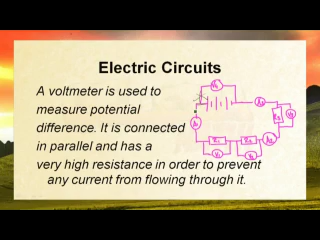 Electric Circuits
A voltmeter is used to
measure potential
difference. It is connected
in parallel and has a
very high resistance in order to prevent
any current from flowing through it.